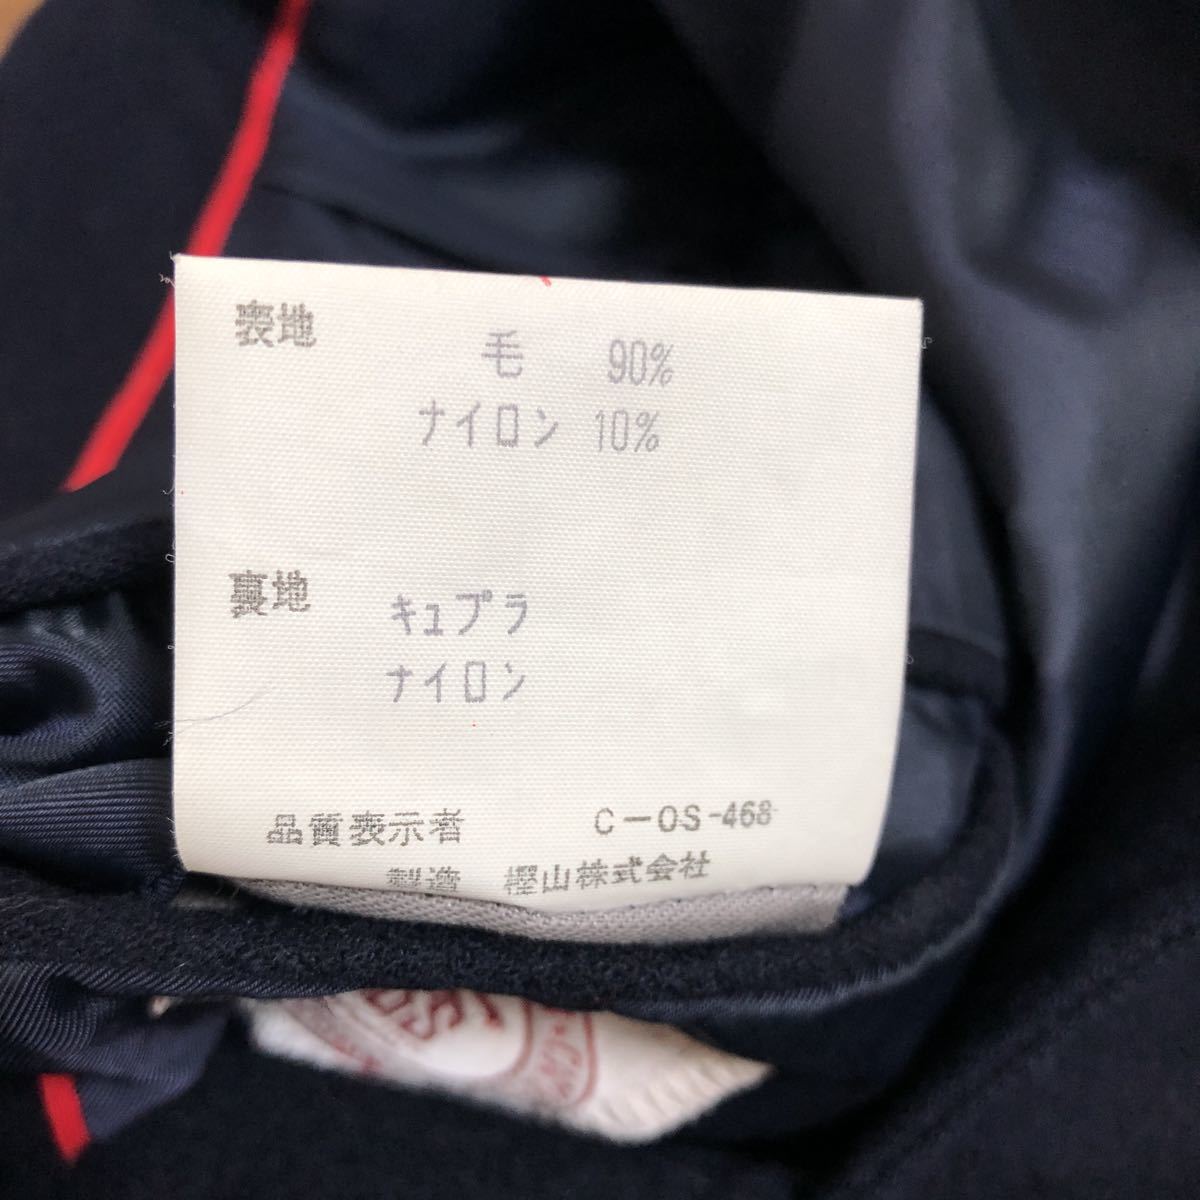 表地
毛 90%
ナイロン 10%
裏地
キュプラ
ナイロン
品質表示者 C-OS-468
製造 樫山株式会社